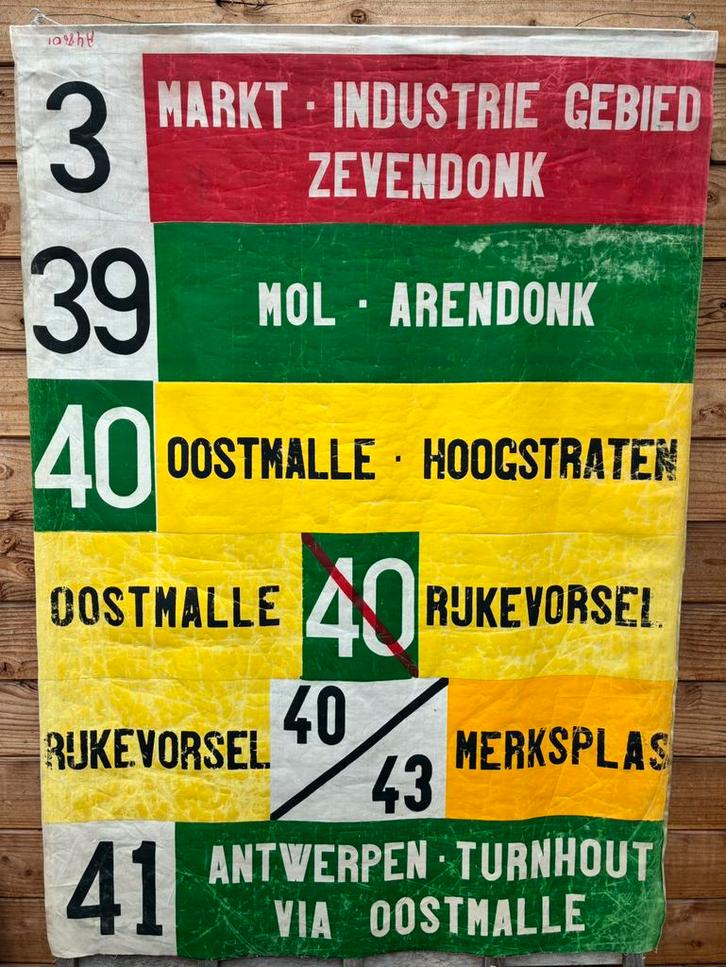 3 MARKT · INDUSTRIE GEBIED
ZEVENDONK
39 MOL · ARENDONK
40 OOSTMALLE · HOOGSTRATEN
OOSTMALLE 40 RIJKEVORSEL
RIJKEVORSEL 40 43 MERKSPLAS
41 ANTWERPEN · TURNHOUT
VIA OOSTMALLE